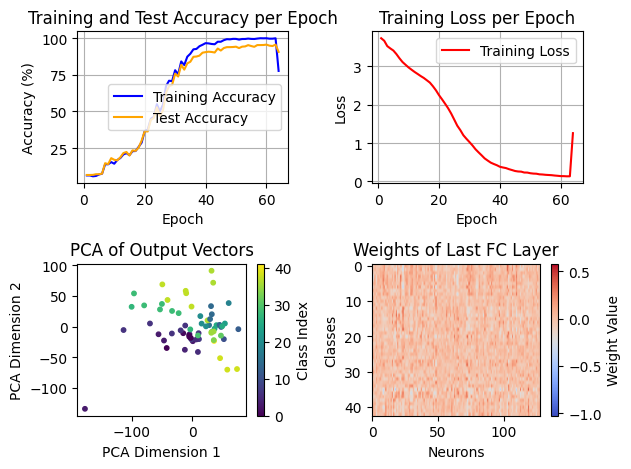 Training and Test Accuracy per Epoch
100
75
50
25
Accuracy (%)
Training Accuracy
Test Accuracy
0
20
40
60
Epoch
Training Loss per Epoch
Training Loss
3
2
1
0
Loss
0
20
40
60
Epoch
PCA of Output Vectors
100
50
0
−50
−100
PCA Dimension 2
−100
0
PCA Dimension 1
40
30
20
10
0
Class Index
Weights of Last FC Layer
0
20
40
Classes
0
50
100
Neurons
0.5
0.0
−0.5
−1.0
Weight Value